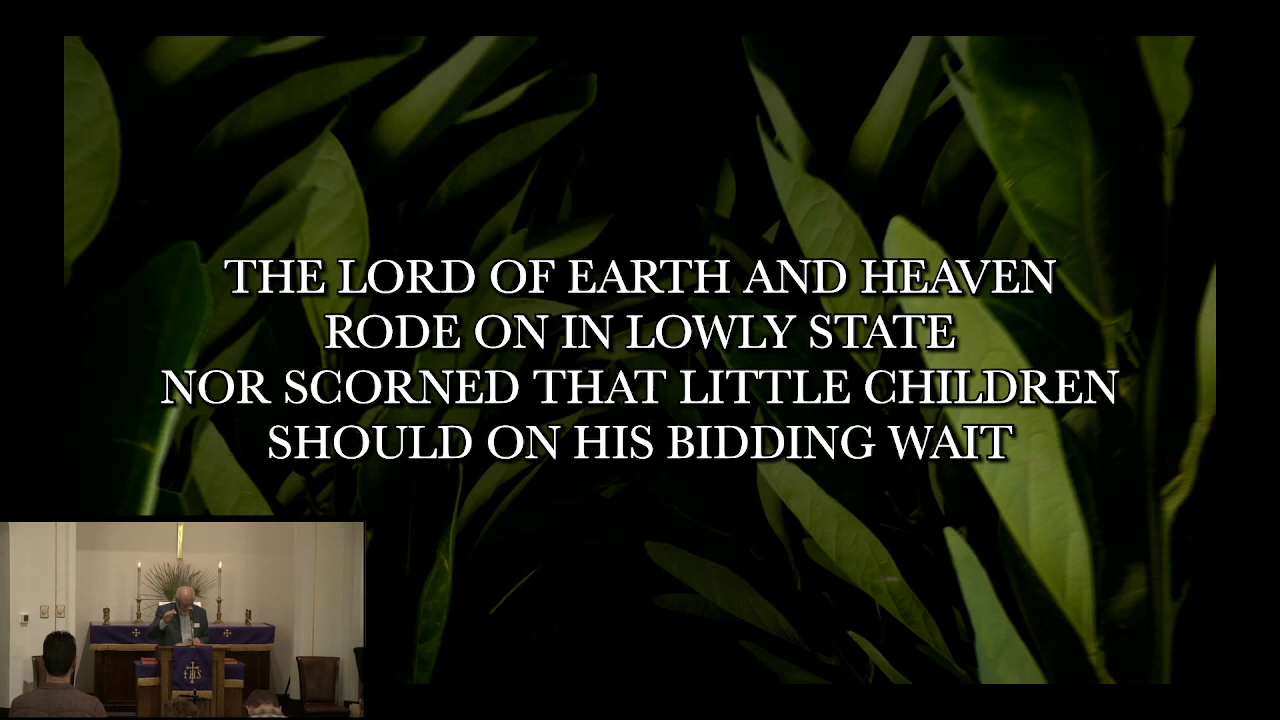 THE LORD OF EARTH AND HEAVEN
RODE ON IN LOWLY STATE
NOR SCORNED THAT LITTLE CHILDREN
SHOULD ON HIS BIDDING WAIT
IHS